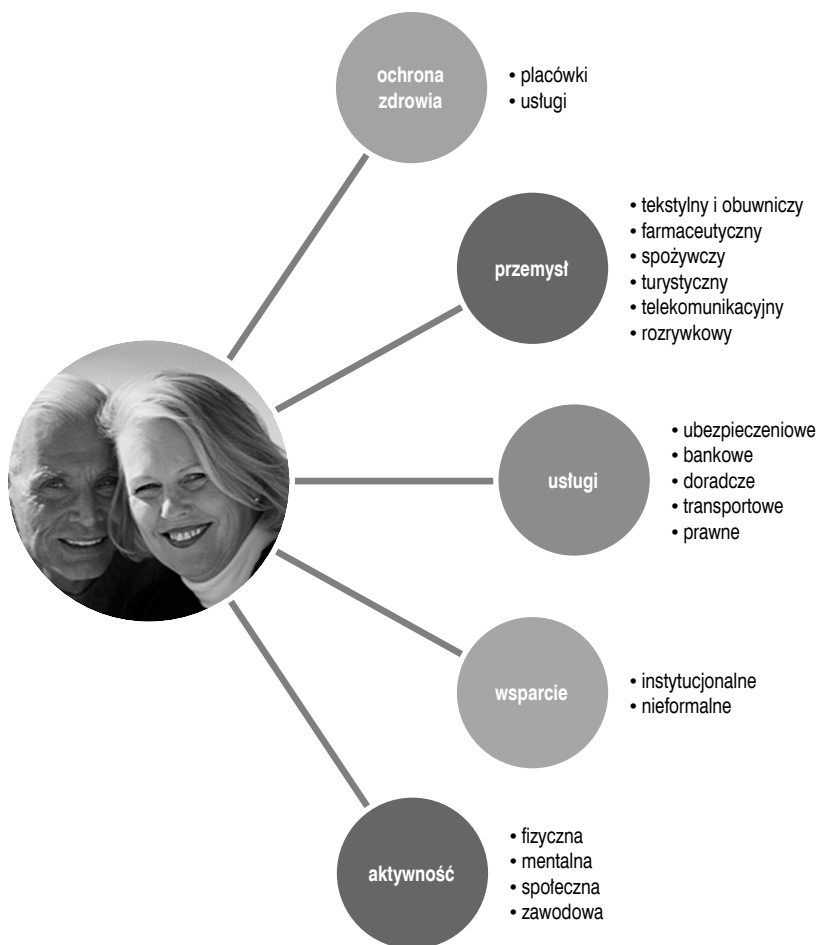 ochrona
zdrowia
• placówki
• usługi
przemysł
• tekstylny i obuwniczy
• farmaceutyczny
• spożywczy
• turystyczny
• telekomunikacyjny
• rozrywkowy
usługi
• ubezpieczeniowe
• bankowe
• doradcze
• transportowe
• prawne
wsparcie
• instytucjonalne
• nieformalne
aktywność
• fizyczna
• mentalna
• społeczna
• zawodowa